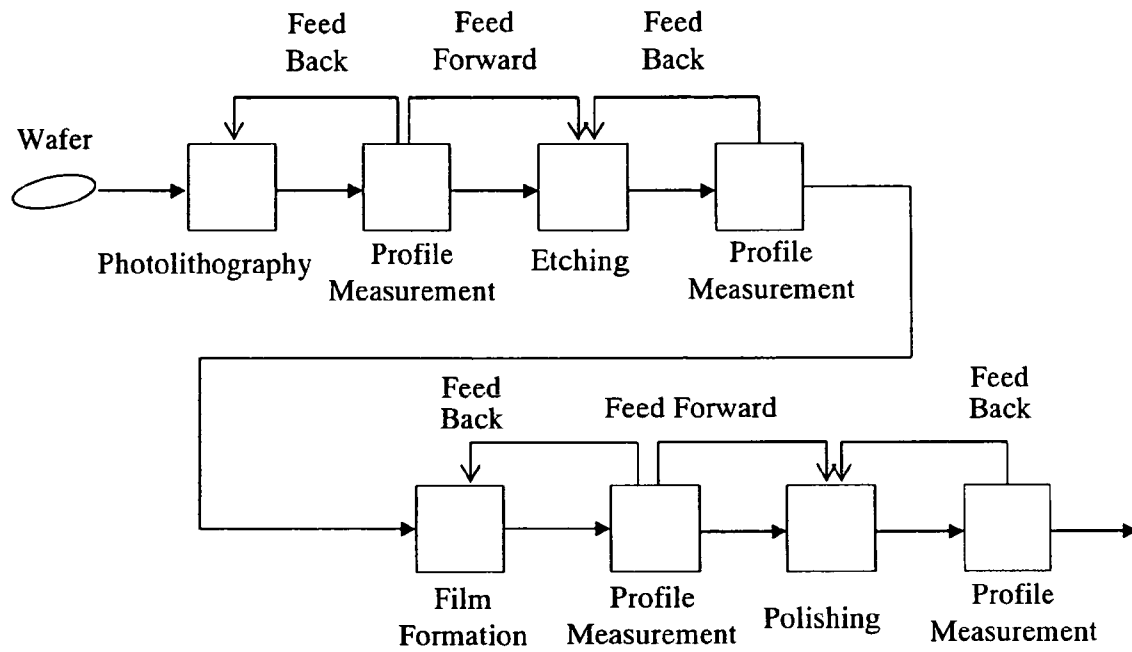 Feed
Back
Feed
Forward
Feed
Back
Wafer
Photolithography
Profile
Measurement
Etching
Profile
Measurement
Feed
Back
Feed Forward
Feed
Back
Film
Formation
Profile
Measurement
Polishing
Profile
Measurement